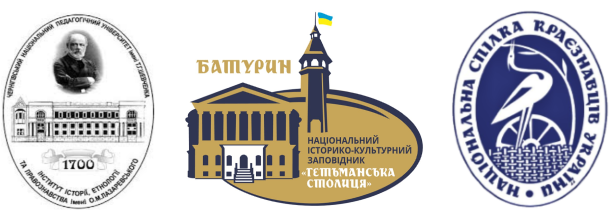 ЧЕРНІГІВСЬКИЙ НАЦІОНАЛЬНИЙ ПЕДАГОГІЧНИЙ УНІВЕРСИТЕТ імені Т.Г.ШЕВЧЕНКА
1700
ІНСТИТУТ ІСТОРІЇ, ЕТНОЛОГІЇ
ТА ПРАВОЗНАВСТВА імені О.М.ЛАЗАРЕВСЬКОГО
БАТУРИН
НАЦІОНАЛЬНИЙ
ІСТОРИКО-КУЛЬТУРНИЙ
ЗАПОВІДНИК
«ГЕТЬМАНСЬКА
СТОЛИЦЯ»
НАЦІОНАЛЬНА СПІЛКА КРАЄЗНАВЦІВ УКРАЇНИ